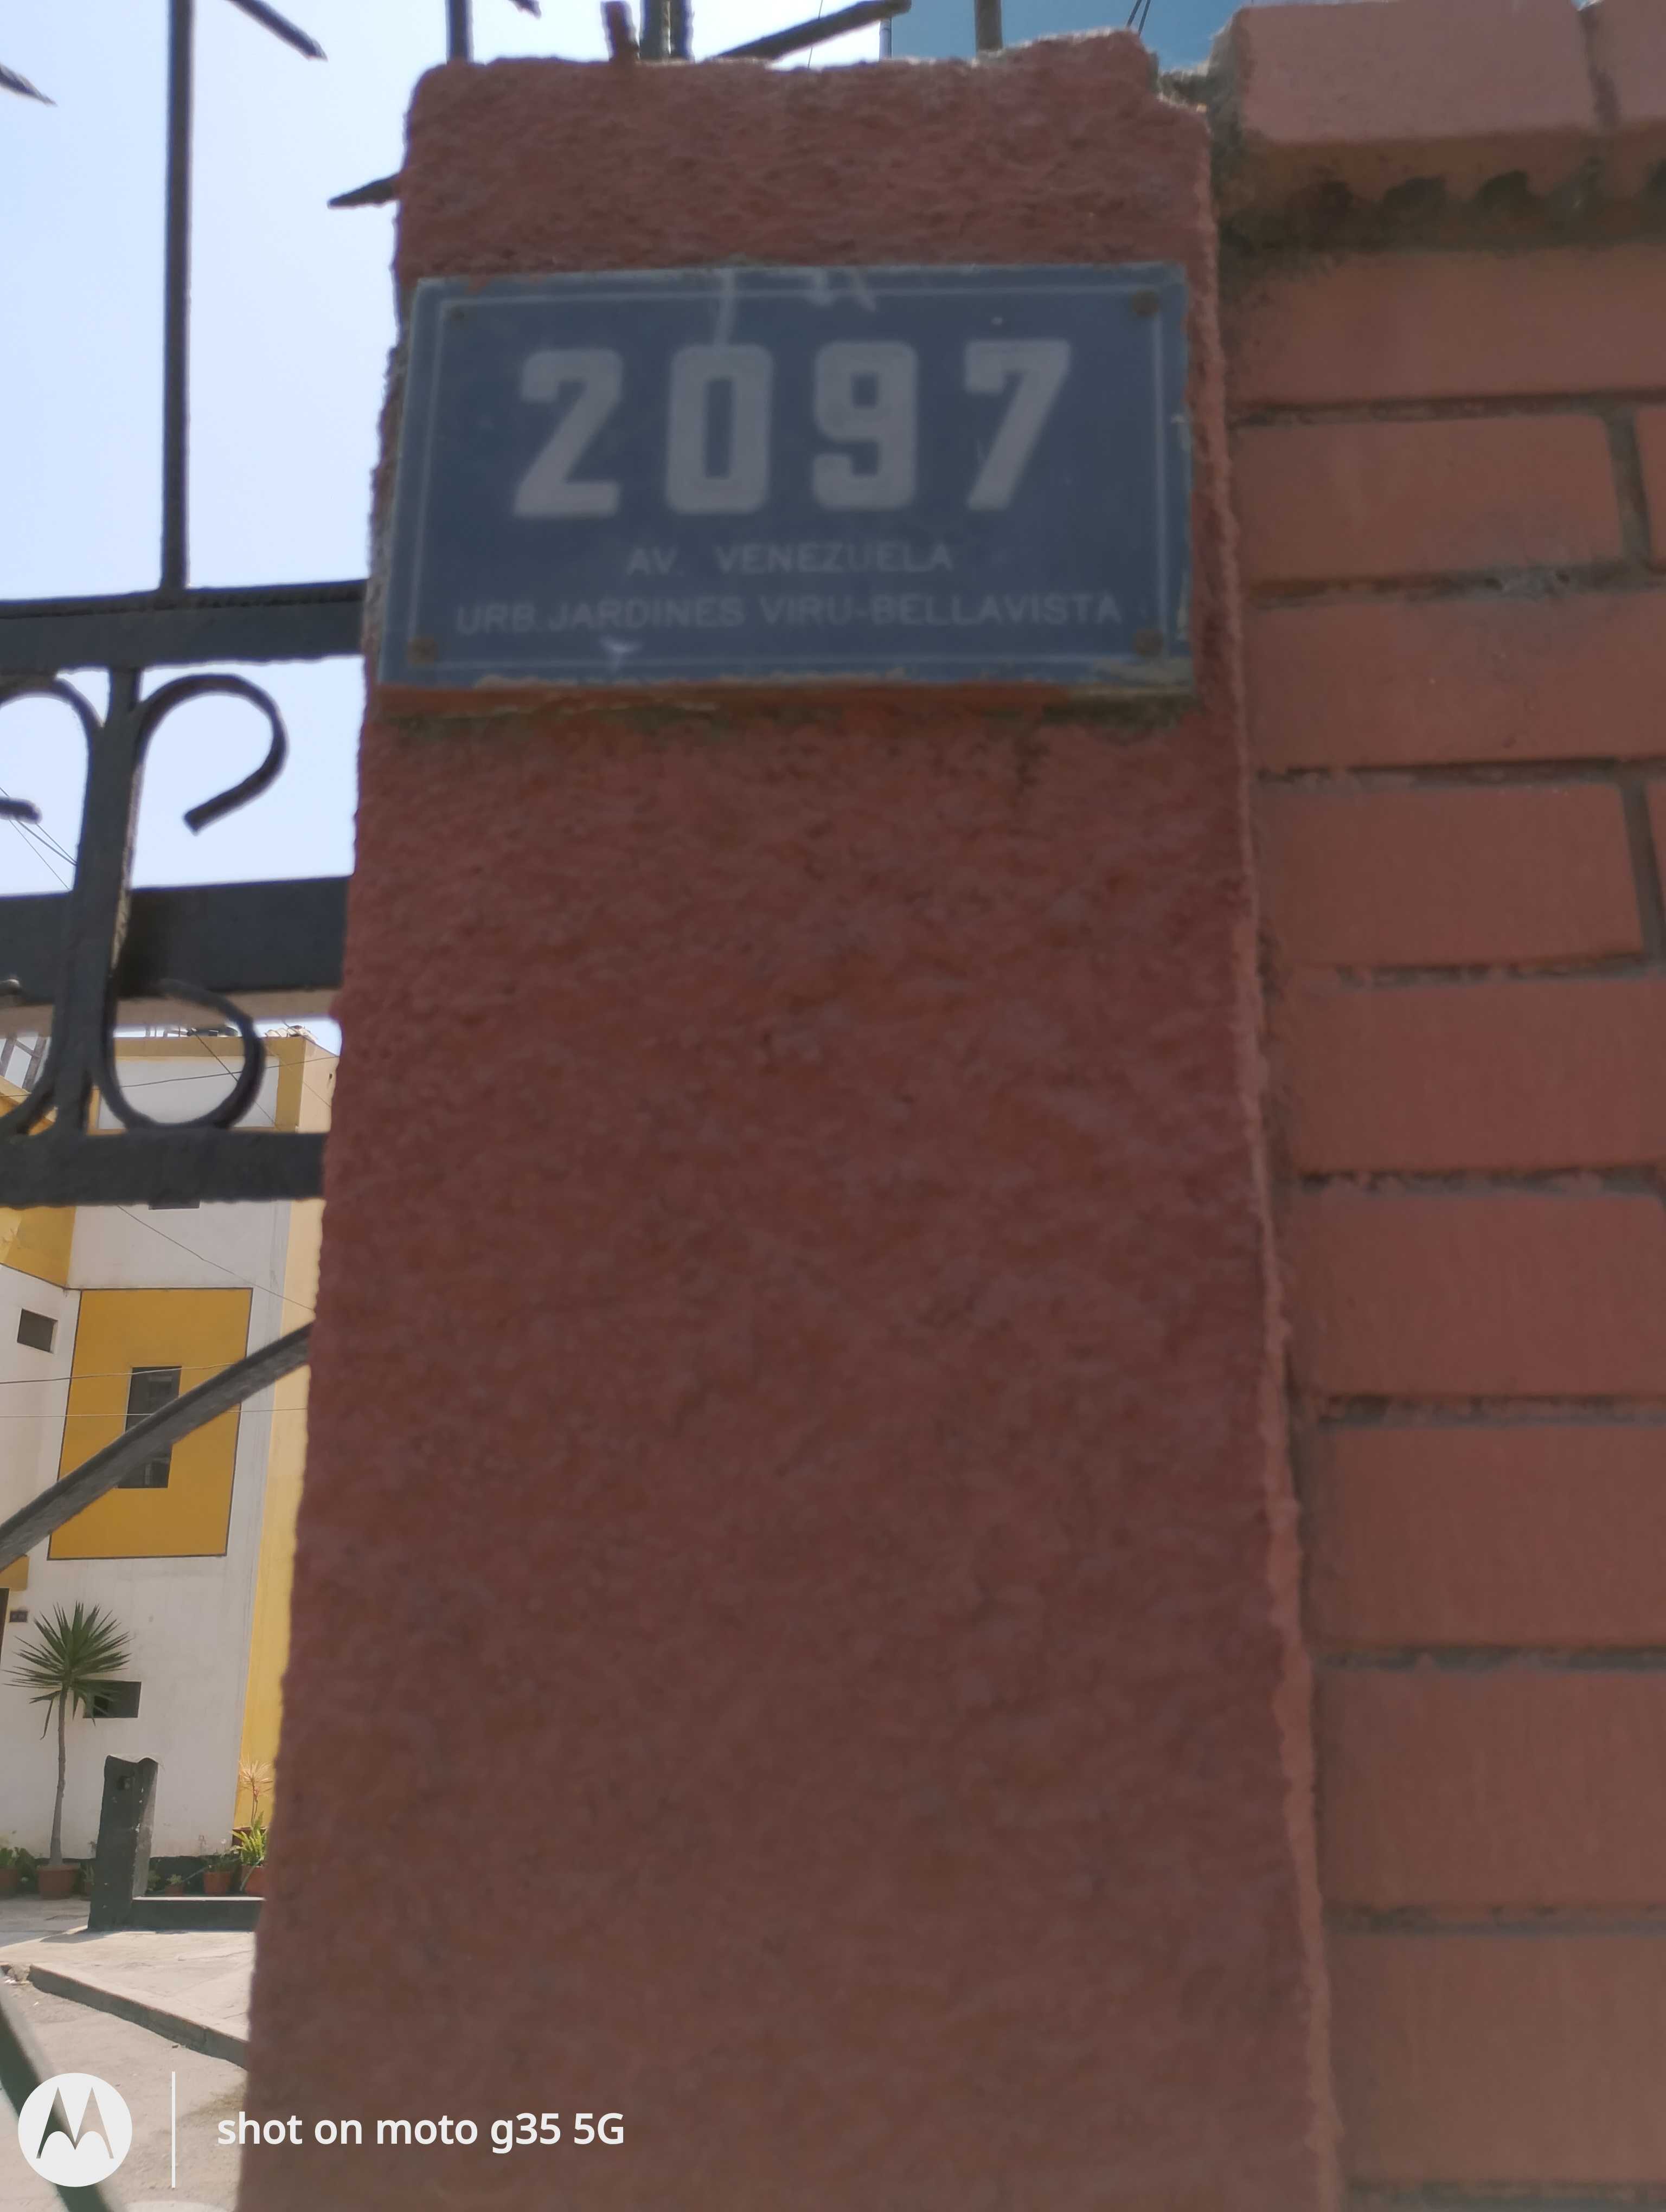 2097
AV. VENEZUELA
URB. JARDINES VIRU-BELLAVISTA
shot on moto g35 5G